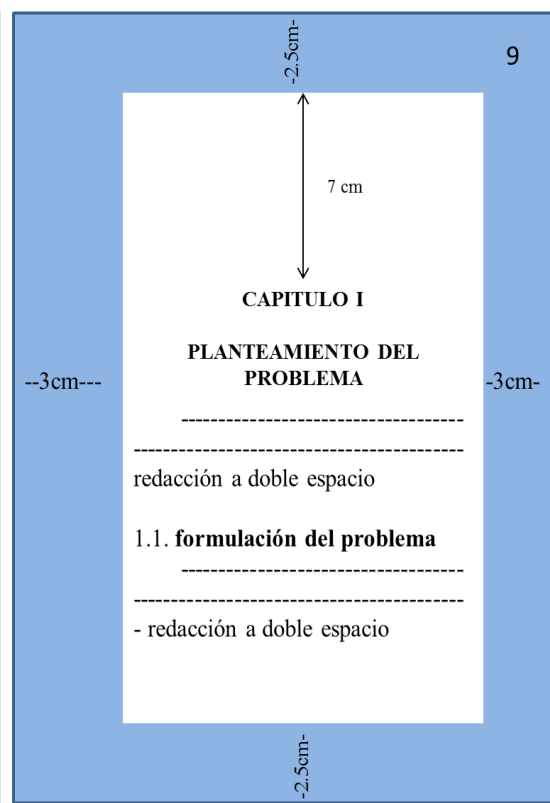 -2.5cm-
9
7 cm
CAPITULO I
PLANTEAMIENTO DEL
PROBLEMA
--3cm---
-3cm-
--------------------------------------
--------------------------------------------
redacción a doble espacio
1.1. formulación del problema
--------------------------------------
--------------------------------------------
- redacción a doble espacio
-2.5cm-